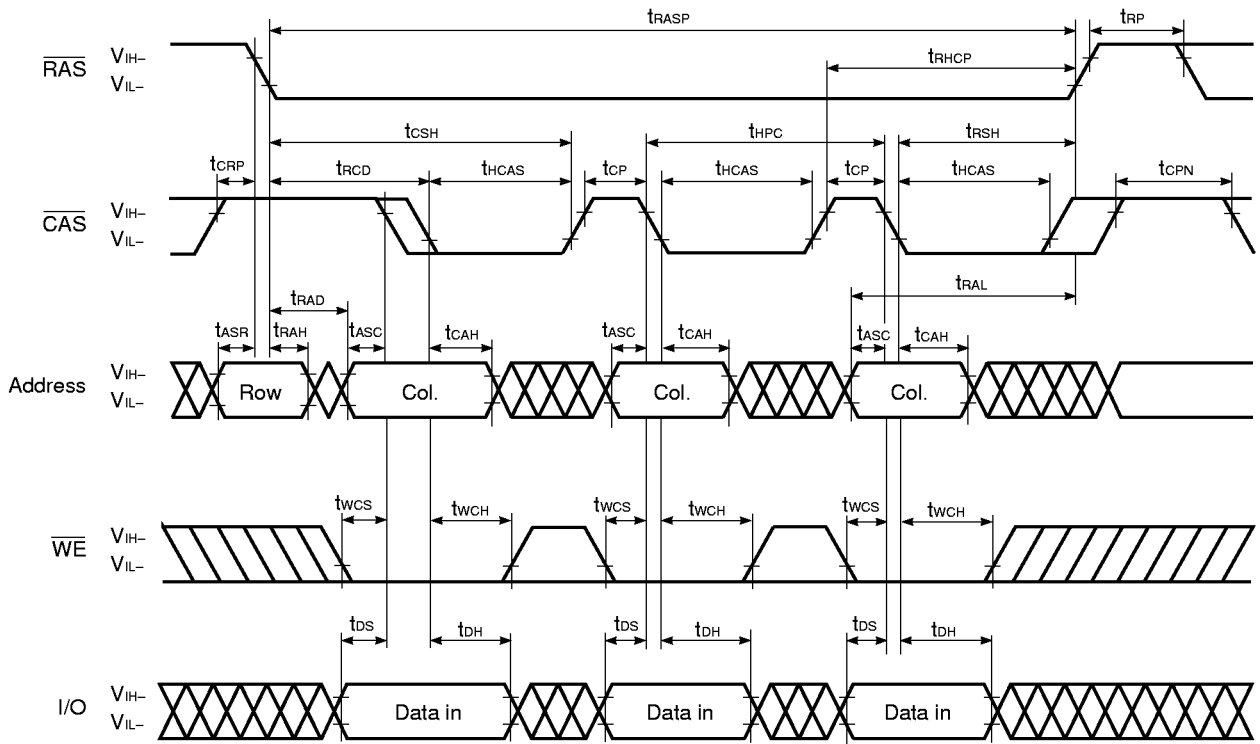 tRASP tRP
RAS VIH– VIL–
tRHCP
tCSH tHPC tRSH
tCRP tRCD tHCAS tCP tHCAS tCP tHCAS tCPN
CAS VIH– VIL–
tRAD tRAL
tASR tRAH tASC tCAH tASC tCAH tASC tCAH
Address VIH– VIL– Row Col. Col. Col.
tWCS tWCH tWCS tWCH tWCS tWCH
WE VIH– VIL–
tDS tDH tDS tDH tDS tDH
I/O VIH– VIL– Data in Data in Data in